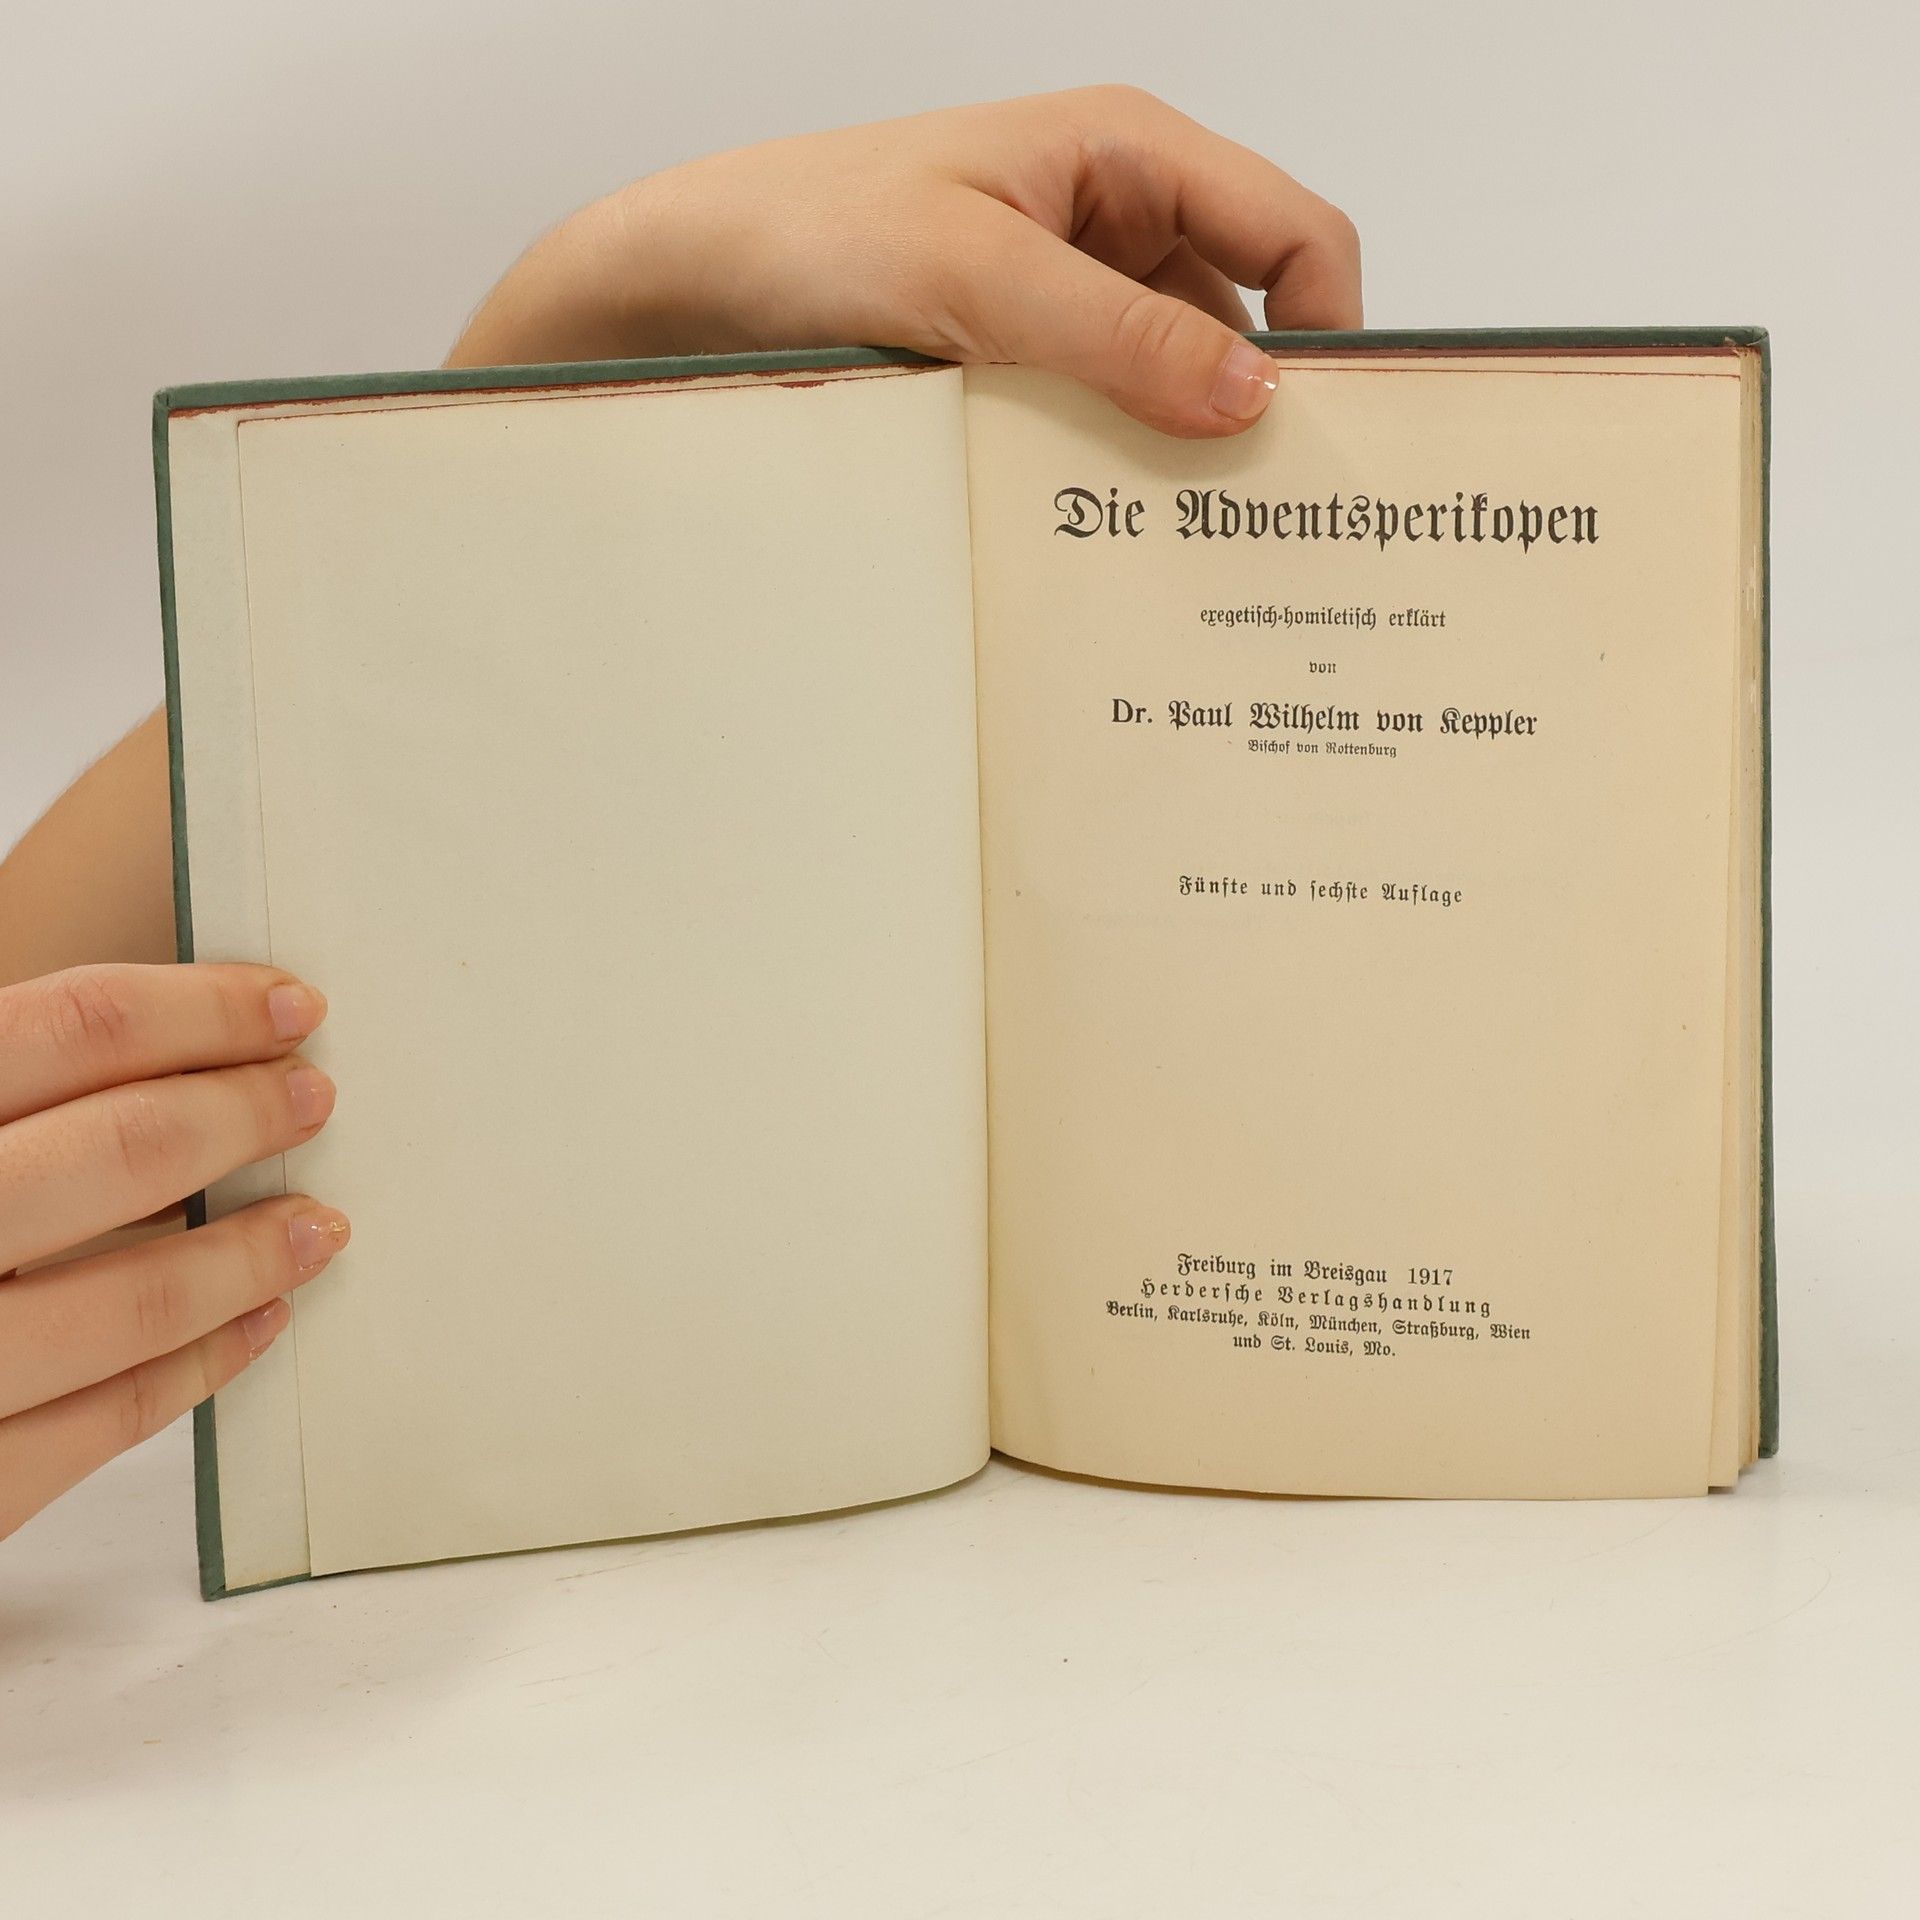 Die Adventsperikopen
exegetisch-homiletisch erklärt
von
Dr. Paul Wilhelm von Keppler
Bischof von Rottenburg
Fünfte und sechste Auflage
Freiburg im Breisgau 1917
Herdersche Verlagshandlung
Berlin, Karlsruhe, Köln, München, Straßburg, Wien
und St. Louis, Mo.